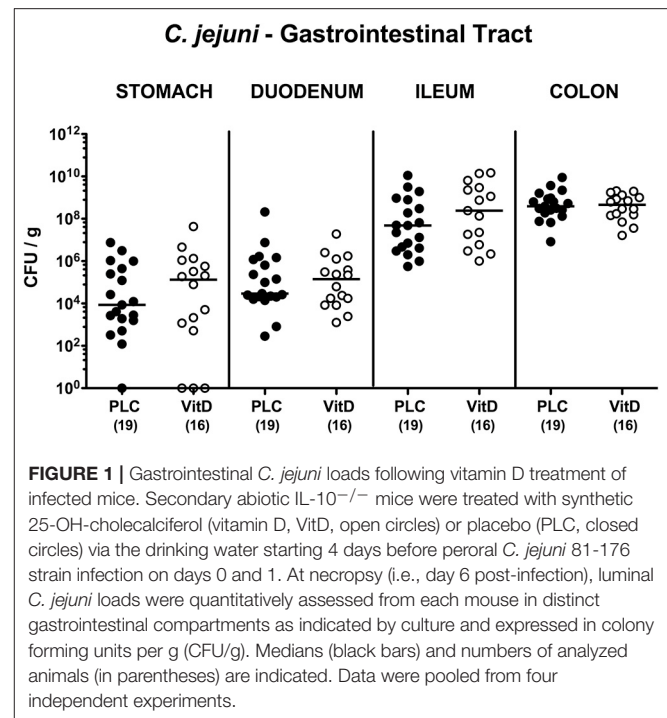 C. jejuni - Gastrointestinal Tract
STOMACH DUODENUM ILEUM COLON
CFU / g
10¹²
10¹⁰
10⁸
10⁶
10⁴
10²
10⁰
PLC VitD PLC VitD PLC VitD PLC VitD
(19) (16) (19) (16) (19) (16) (19) (16)
FIGURE 1 | Gastrointestinal C. jejuni loads following vitamin D treatment of
infected mice. Secondary abiotic IL-10⁻/⁻ mice were treated with synthetic
25-OH-cholecalciferol (vitamin D, VitD, open circles) or placebo (PLC, closed
circles) via the drinking water starting 4 days before peroral C. jejuni 81-176
strain infection on days 0 and 1. At necropsy (i.e., day 6 post-infection), luminal
C. jejuni loads were quantitatively assessed from each mouse in distinct
gastrointestinal compartments as indicated by culture and expressed in colony
forming units per g (CFU/g). Medians (black bars) and numbers of analyzed
animals (in parentheses) are indicated. Data were pooled from four
independent experiments.